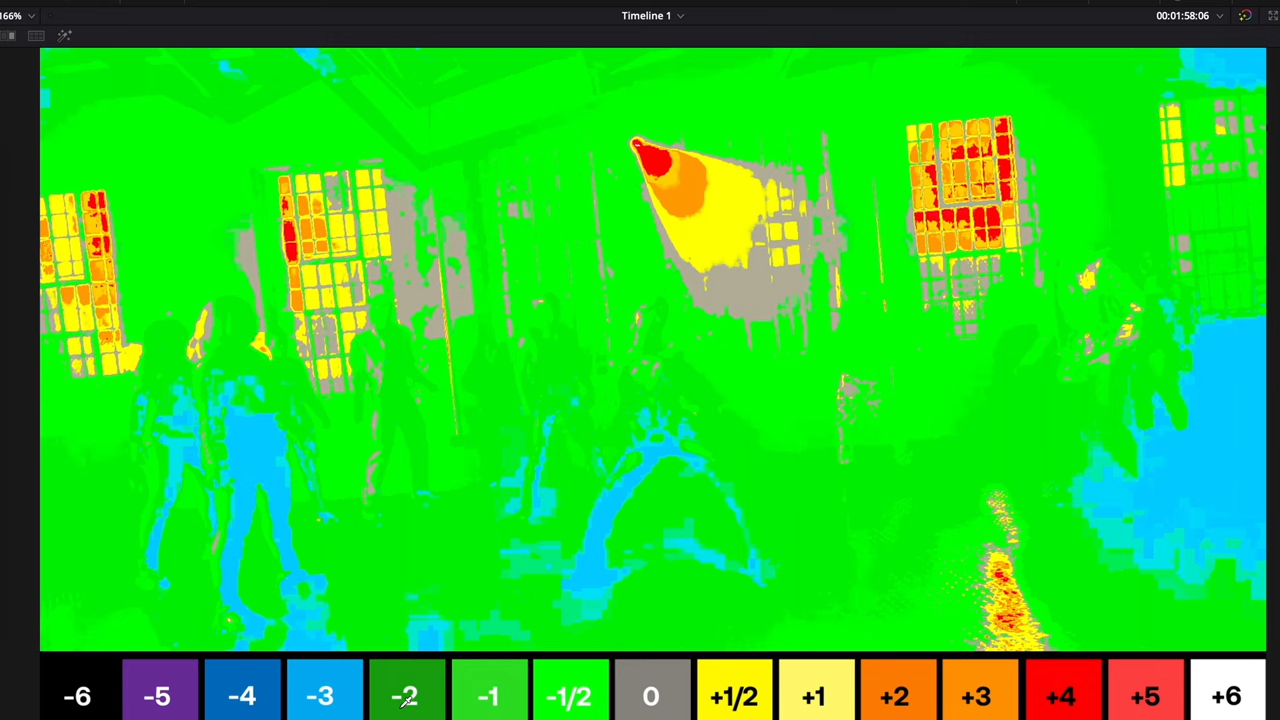 166%
Timeline 1
00:01:58:06
-6 -5 -4 -3 -2 -1 -1/2 0 +1/2 +1 +2 +3 +4 +5 +6